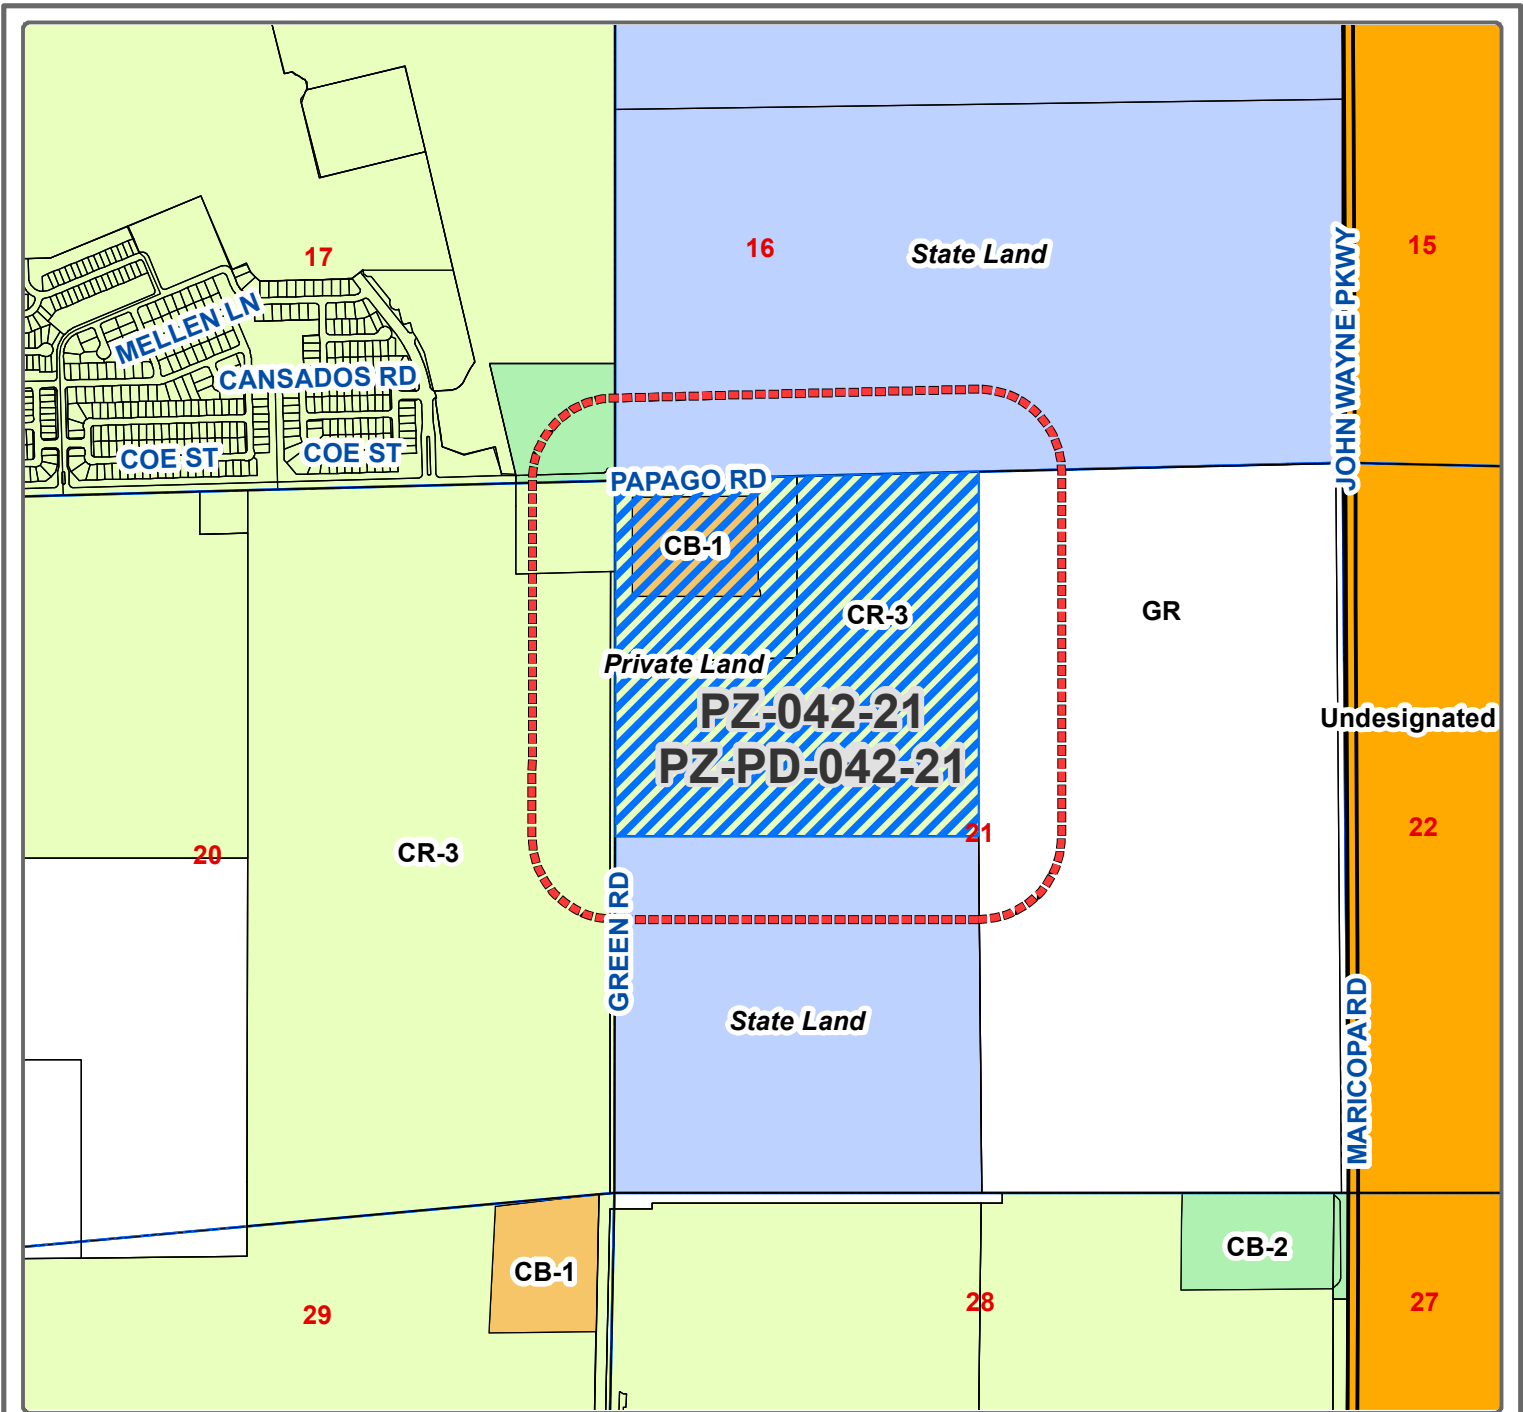 17
16
State Land
15
MELLEN LN
JOHN WAYNE PKWY
CANSADOS RD
COE ST
COE ST
PAPAGO RD
CB-1
CR-3
GR
Private Land
PZ-042-21
PZ-PD-042-21
Undesignated
21
22
20
CR-3
GREEN RD
State Land
MARICOPA RD
CB-1
CB-2
29
28
27